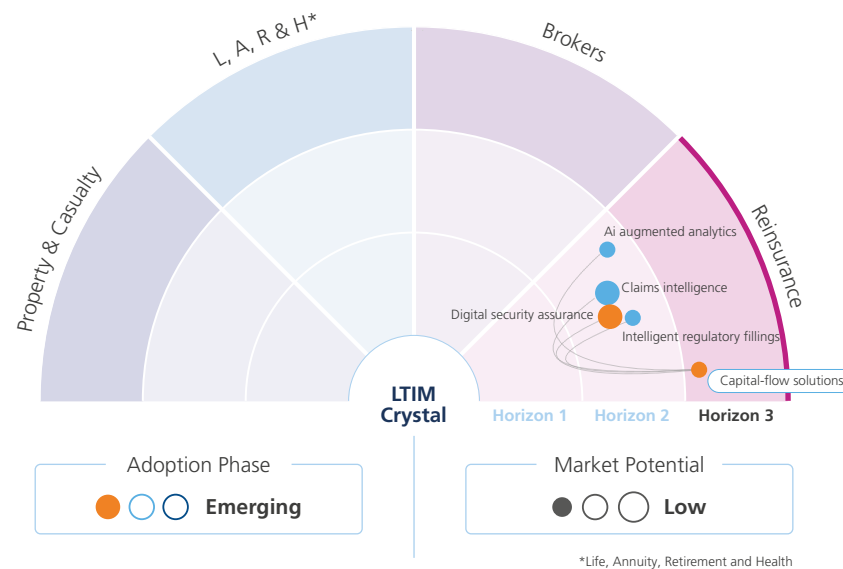 L, A, R & H*
Brokers
Property & Casualty
Reinsurance
Ai augmented analytics
Claims intelligence
Digital security assurance
Intelligent regulatory fillings
Capital-flow solutions
LTIM
Crystal
Horizon 1
Horizon 2
Horizon 3
Adoption Phase
Emerging
Market Potential
Low
*Life, Annuity, Retirement and Health